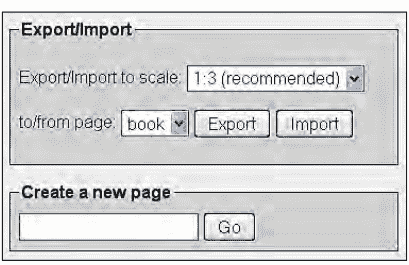 Export/Import
Export/Import to scale: 1:3 (recommended)
to/from page: book Export Import
Create a new page
Go